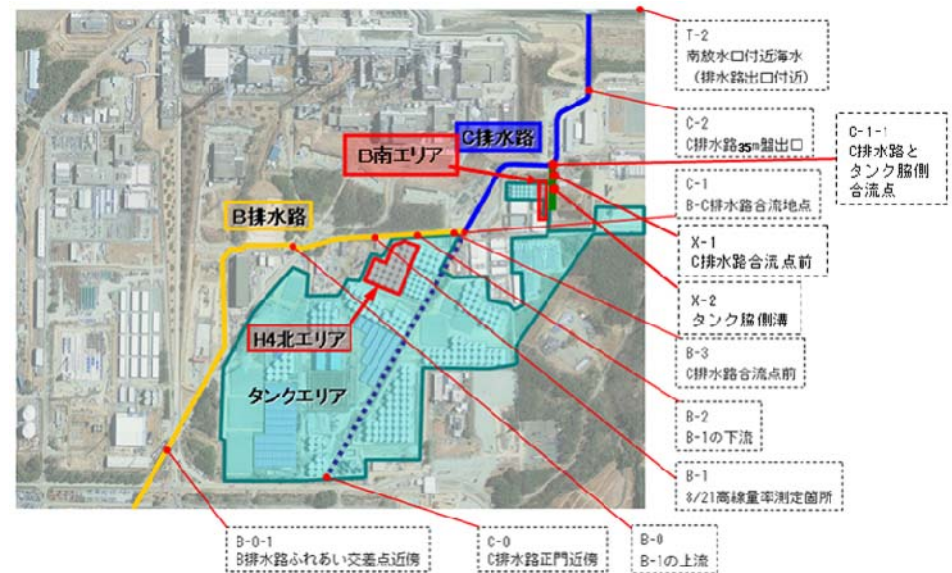 T-2
南放水口付近海水
(排水路出口付近)
C-2
C排水路35m盤出口
C-1-1
C排水路と
タンク脇側
合流点
C-1
B-C排水路合流地点
X-1
C排水路合流点前
X-2
タンク脇側溝
B-3
C排水路合流点前
B-2
B-1の下流
B-1
8/21高線量率測定箇所
C排水路
B南エリア
B排水路
H4北エリア
タンクエリア
B-0-1
B排水路ふれあい交差点近傍
C-0
C排水路正門近傍
B-0
B-1の上流